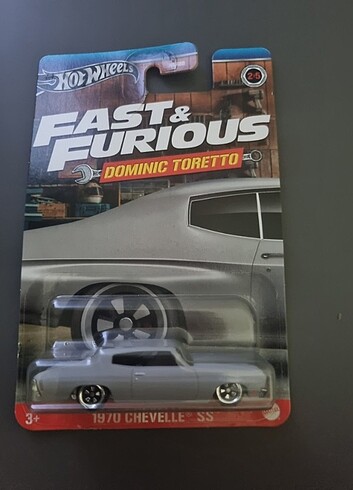 Hot Wheels
2/5
FAST &
FURIOUS
DOMINIC TORETTO
3+
1970 CHEVELLE SS